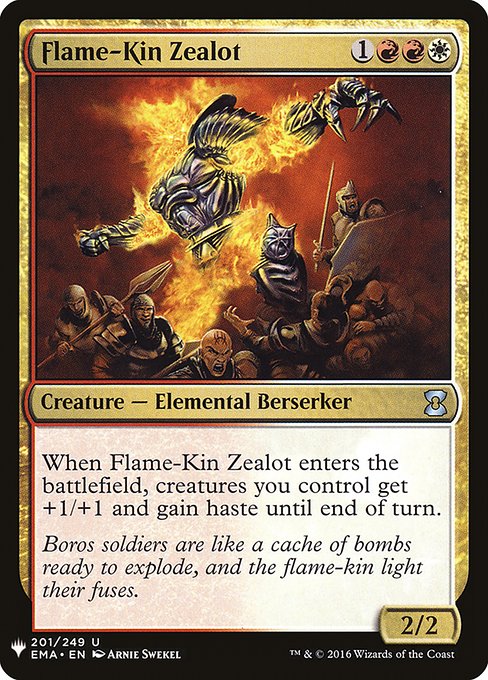 Flame-Kin Zealot 1
Creature — Elemental Berserker
When Flame-Kin Zealot enters the
battlefield, creatures you control get
+1/+1 and gain haste until end of turn.
Boros soldiers are like a cache of bombs
ready to explode, and the flame-kin light
their fuses.
2/2
201/249 U
EMA • EN Arnie Swekel
™ & © 2016 Wizards of the Coast